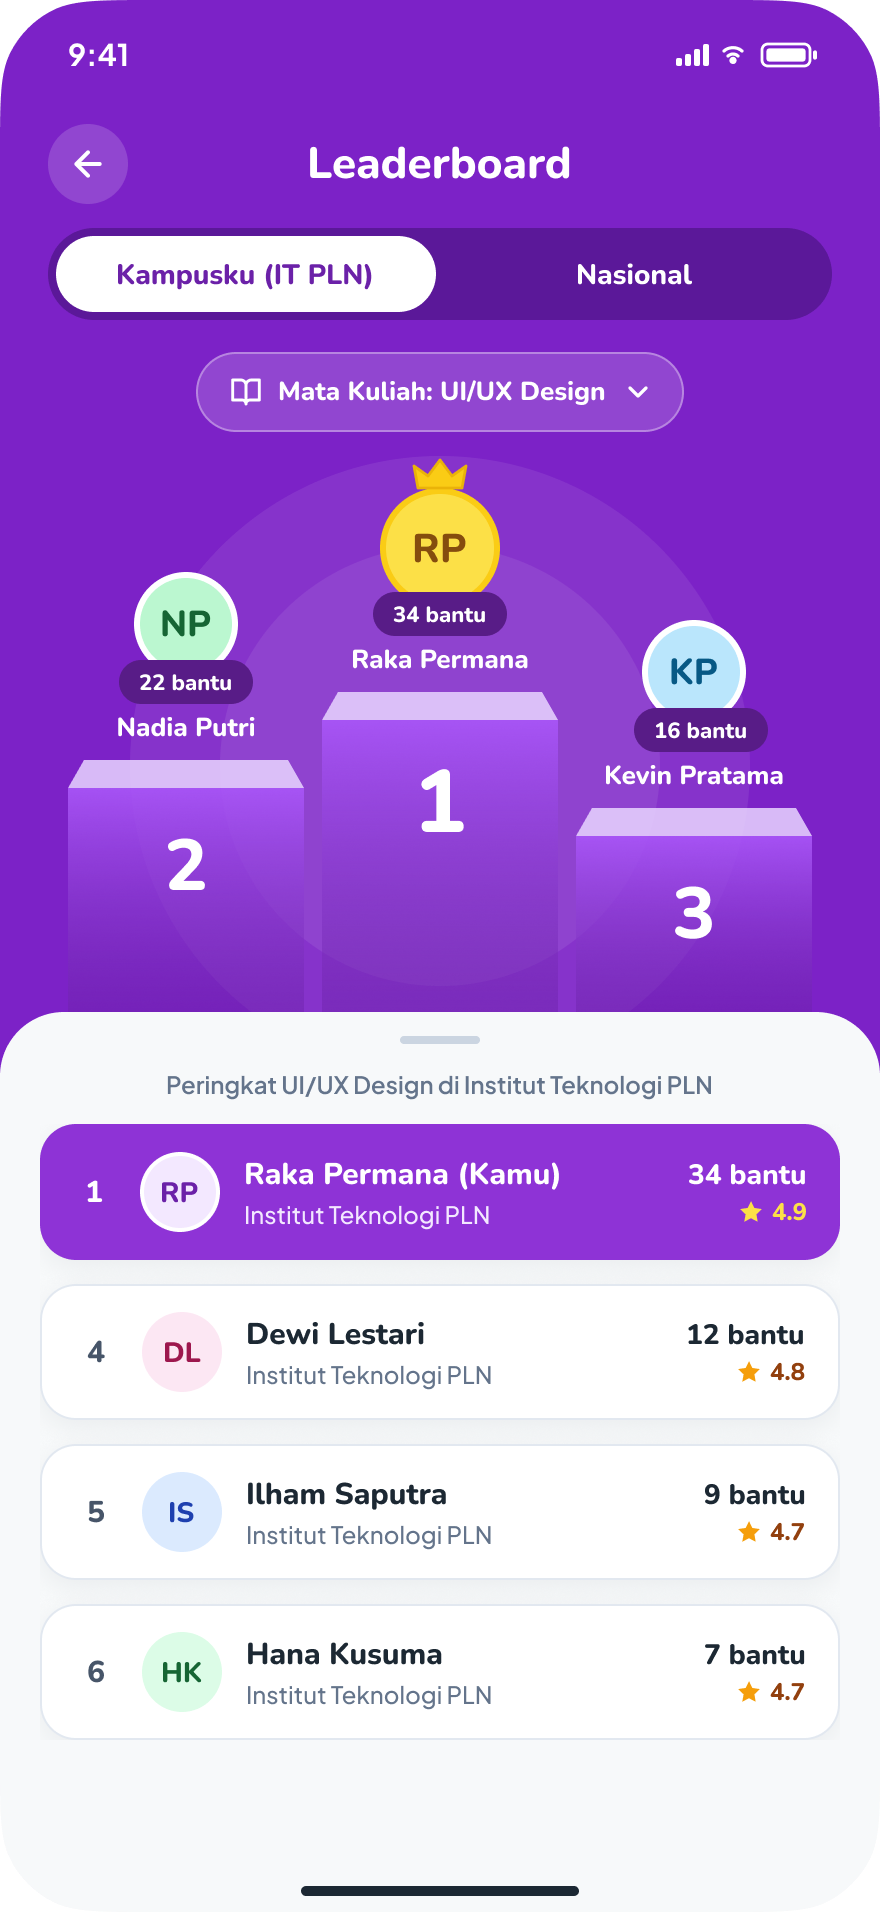 9:41
Leaderboard
Kampusku (IT PLN)
Nasional
Mata Kuliah: UI/UX Design
RP
34 bantu
Raka Permana
NP
22 bantu
Nadia Putri
KP
16 bantu
Kevin Pratama
1
2
3
Peringkat UI/UX Design di Institut Teknologi PLN
1
RP
Raka Permana (Kamu)
Institut Teknologi PLN
34 bantu
4.9
4
DL
Dewi Lestari
Institut Teknologi PLN
12 bantu
4.8
5
IS
Ilham Saputra
Institut Teknologi PLN
9 bantu
4.7
6
HK
Hana Kusuma
Institut Teknologi PLN
7 bantu
4.7